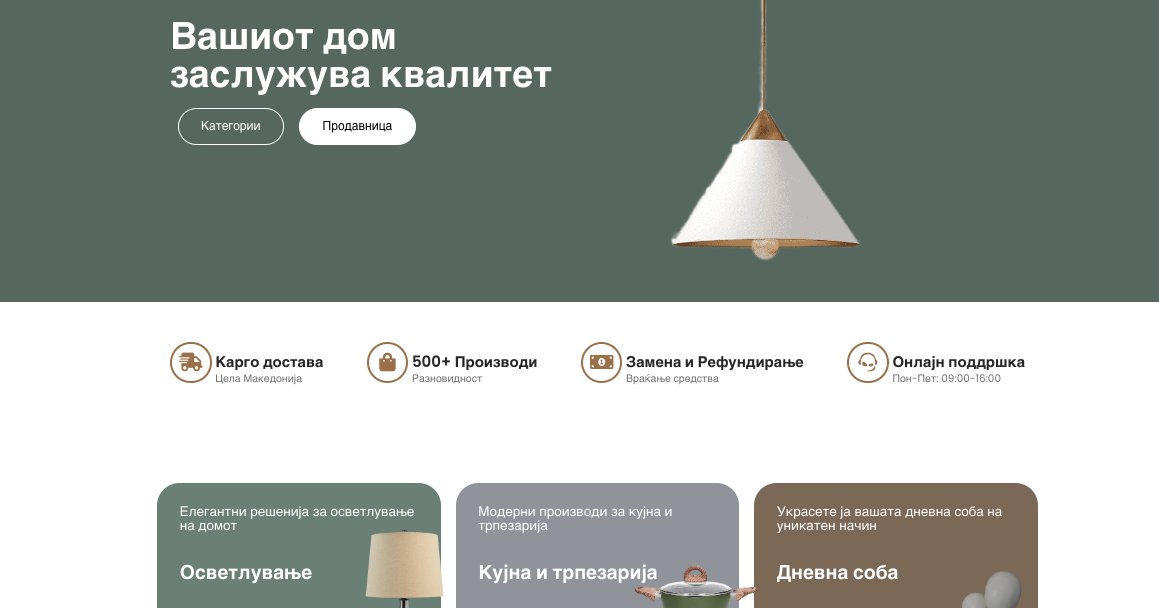 Вашиот дом
заслужува квалитет
Категории
Продавница
Карго достава
Цела Македонија
500+ Производи
Разновидност
Замена и Рефундирање
Враќање средства
Онлајн поддршка
Пон-Пет: 09:00-16:00
Елегантни решенија за осветлување
на домот
Осветлување
Модерни производи за кујна и
трпезарија
Кујна и трпезарија
Украсете ја вашата дневна соба на
уникатен начин
Дневна соба